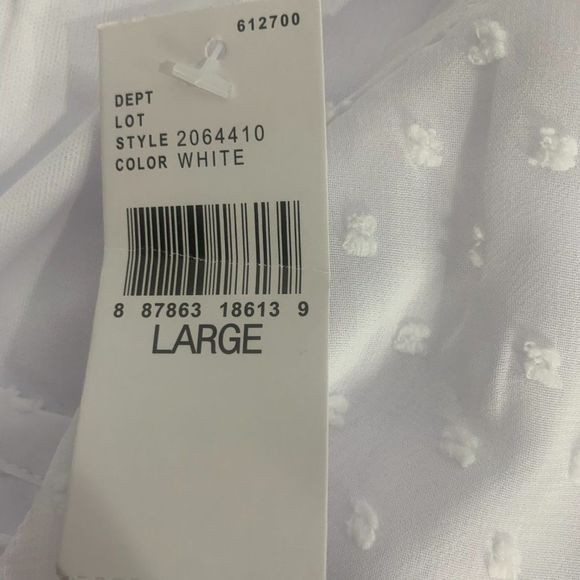 612700
DEPT
LOT
STYLE 2064410
COLOR WHITE
8 87863 18613 9
LARGE